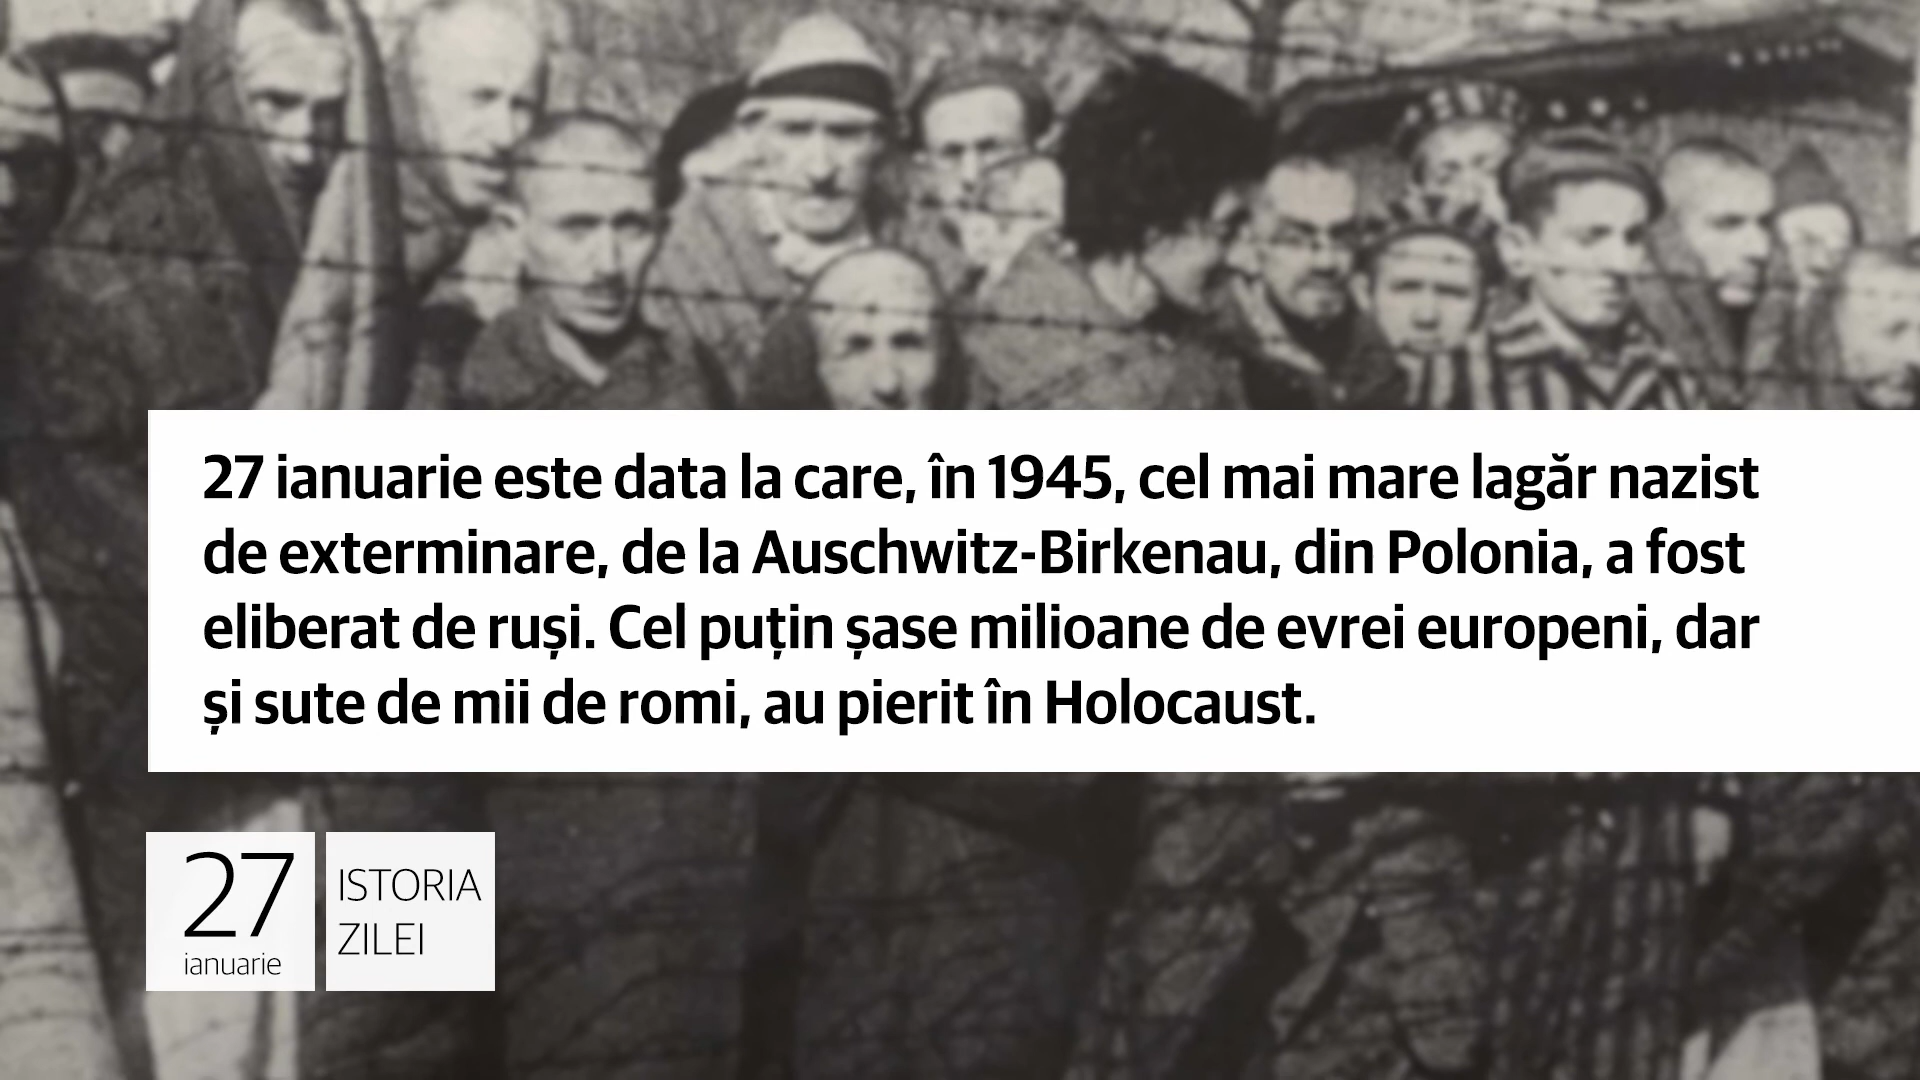 27 ianuarie este data la care, în 1945, cel mai mare lagăr nazist
de exterminare, de la Auschwitz-Birkenau, din Polonia, a fost
eliberat de ruși. Cel puțin șase milioane de evrei europeni, dar
și sute de mii de romi, au pierit în Holocaust.
27
ianuarie
ISTORIA
ZILEI